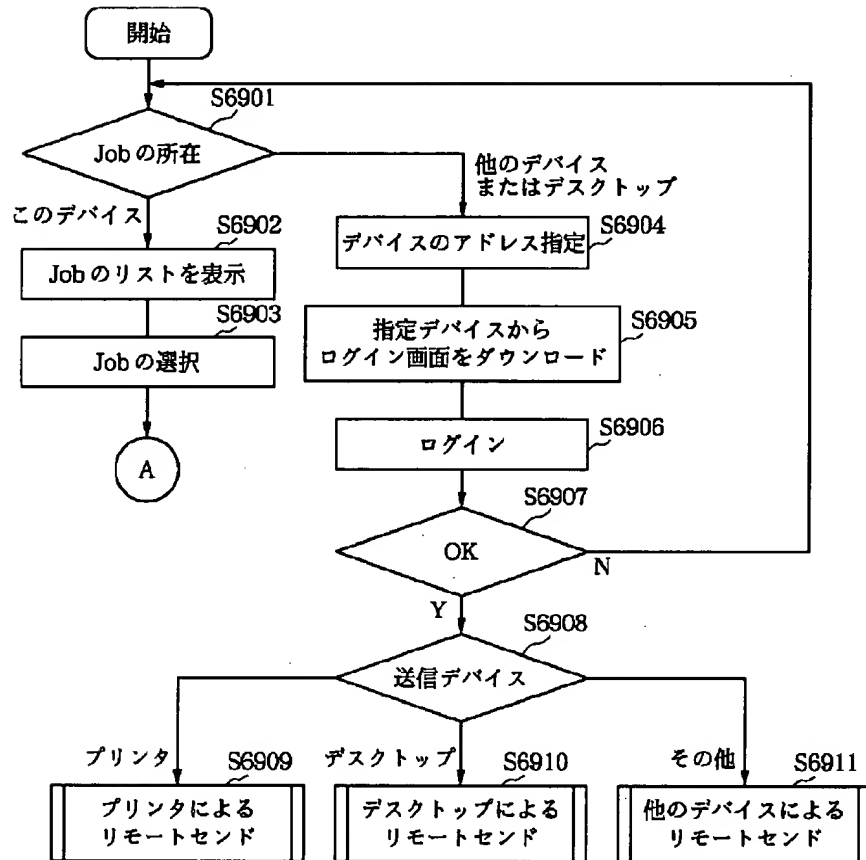 開始
S6901
Jobの所在
このデバイス
他のデバイス
またはデスクトップ
S6902
Jobのリストを表示
S6903
Jobの選択
A
S6904
デバイスのアドレス指定
S6905
指定デバイスから
ログイン画面をダウンロード
S6906
ログイン
S6907
OK
N
Y
S6908
送信デバイス
プリンタ
S6909
プリンタによる
リモートセンド
デスクトップ
S6910
デスクトップによる
リモートセンド
その他
S6911
他のデバイスによる
リモートセンド